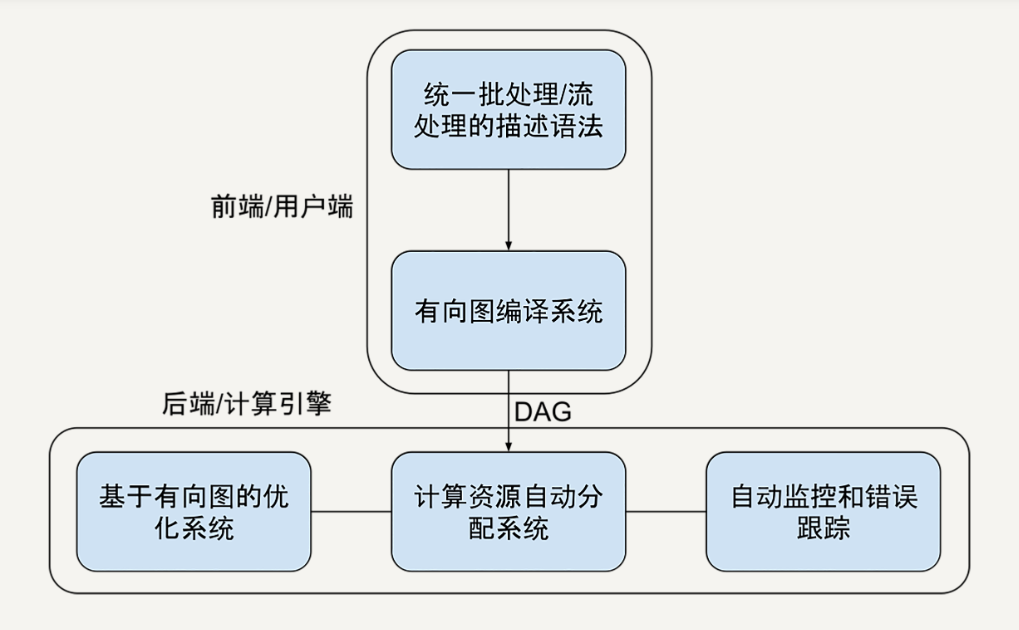 统一批处理/流
处理的描述语法
前端/用户端
有向图编译系统
后端/计算引擎
DAG
基于有向图的优
化系统
计算资源自动分
配系统
自动监控和错误
跟踪